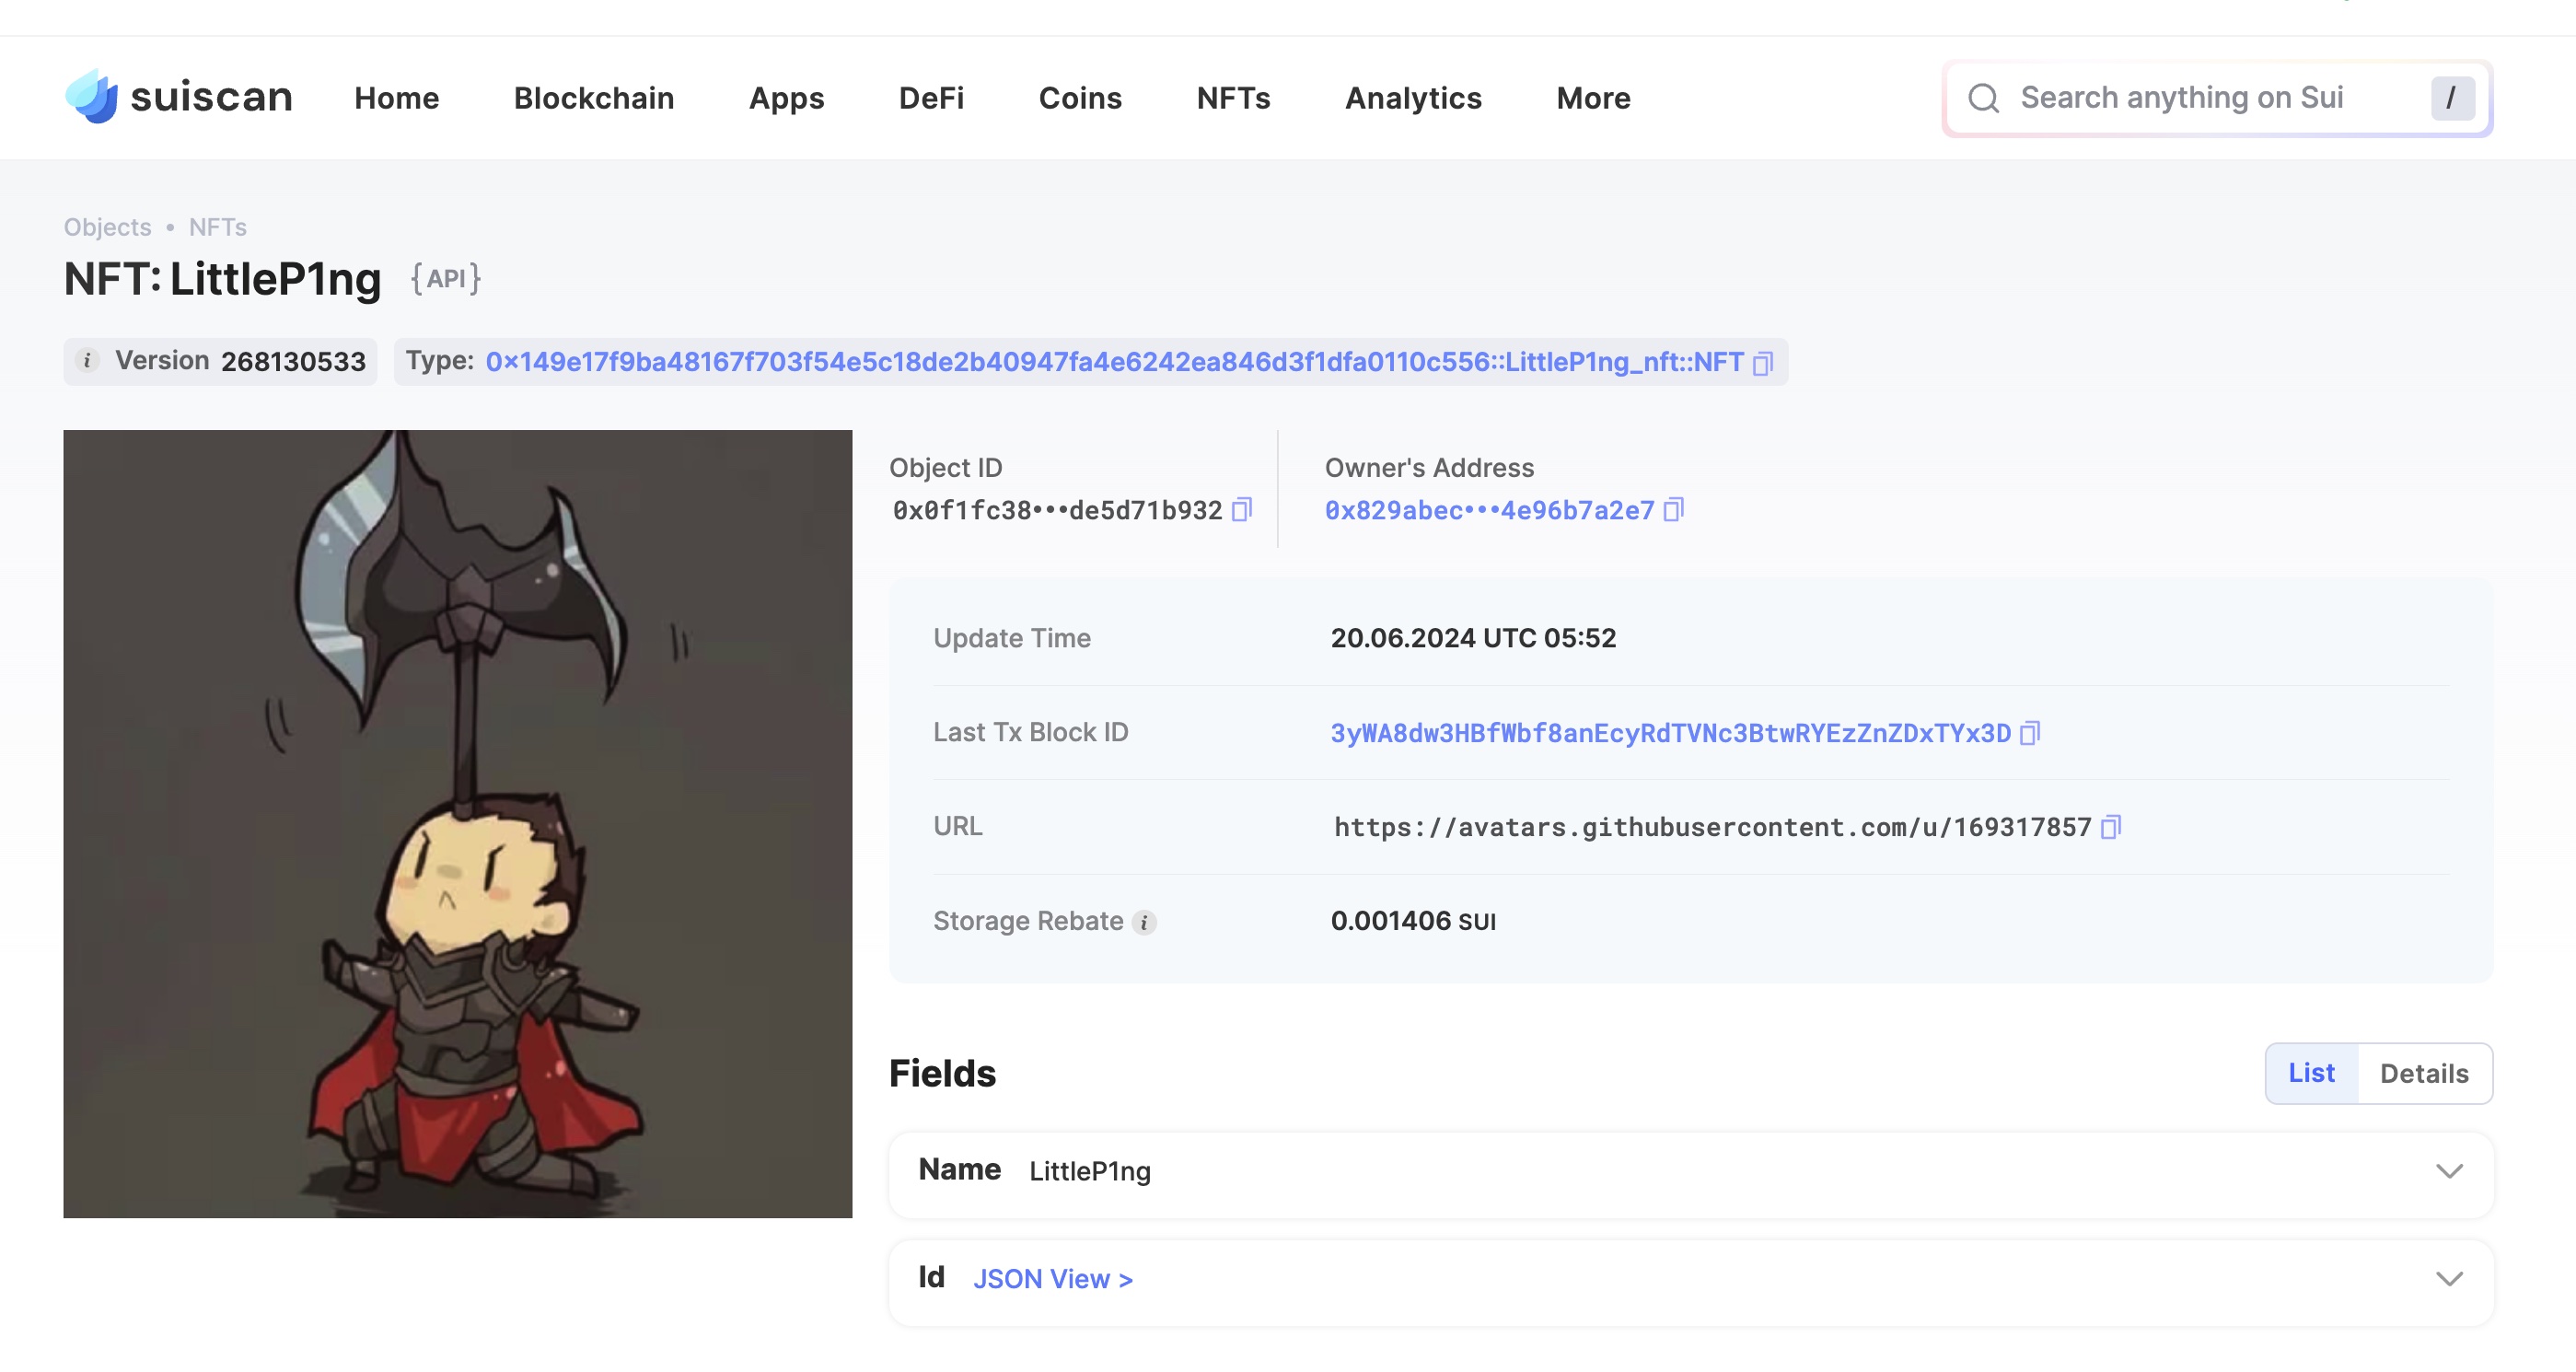 suiscan Home Blockchain Apps DeFi Coins NFTs Analytics More Search anything on Sui /
Objects • NFTs
NFT: LittleP1ng {API}
i Version 268130533 Type: 0x149e17f9ba48167f703f54e5c18de2b40947fa4e6242ea846d3f1dfa0110c556::LittleP1ng_nft::NFT
Object ID
0x0f1fc38•••de5d71b932
Owner's Address
0x829abec•••4e96b7a2e7
Update Time 20.06.2024 UTC 05:52
Last Tx Block ID 3yWA8dw3HBfWbf8anEcyRdTVNc3BtwRYEzZnZDxTYx3D
URL https://avatars.githubusercontent.com/u/169317857
Storage Rebate i 0.001406 SUI
Fields List Details
Name LittleP1ng
Id JSON View >